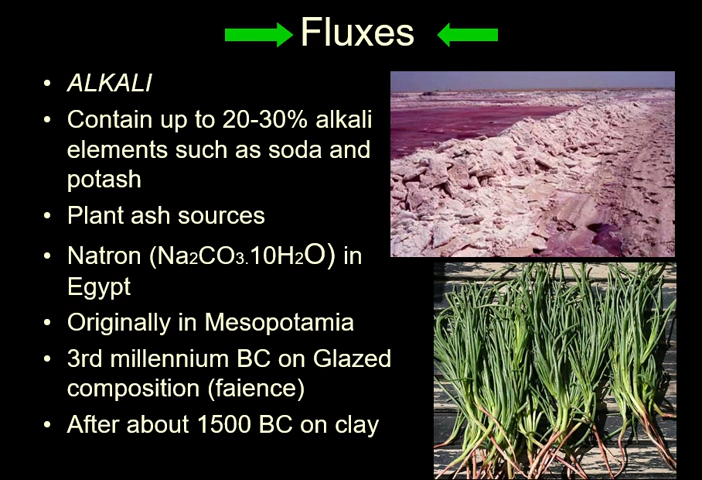 Fluxes
• ALKALI
• Contain up to 20-30% alkali
elements such as soda and
potash
• Plant ash sources
• Natron (Na2CO3.10H2O) in
Egypt
• Originally in Mesopotamia
• 3rd millennium BC on Glazed
composition (faience)
• After about 1500 BC on clay